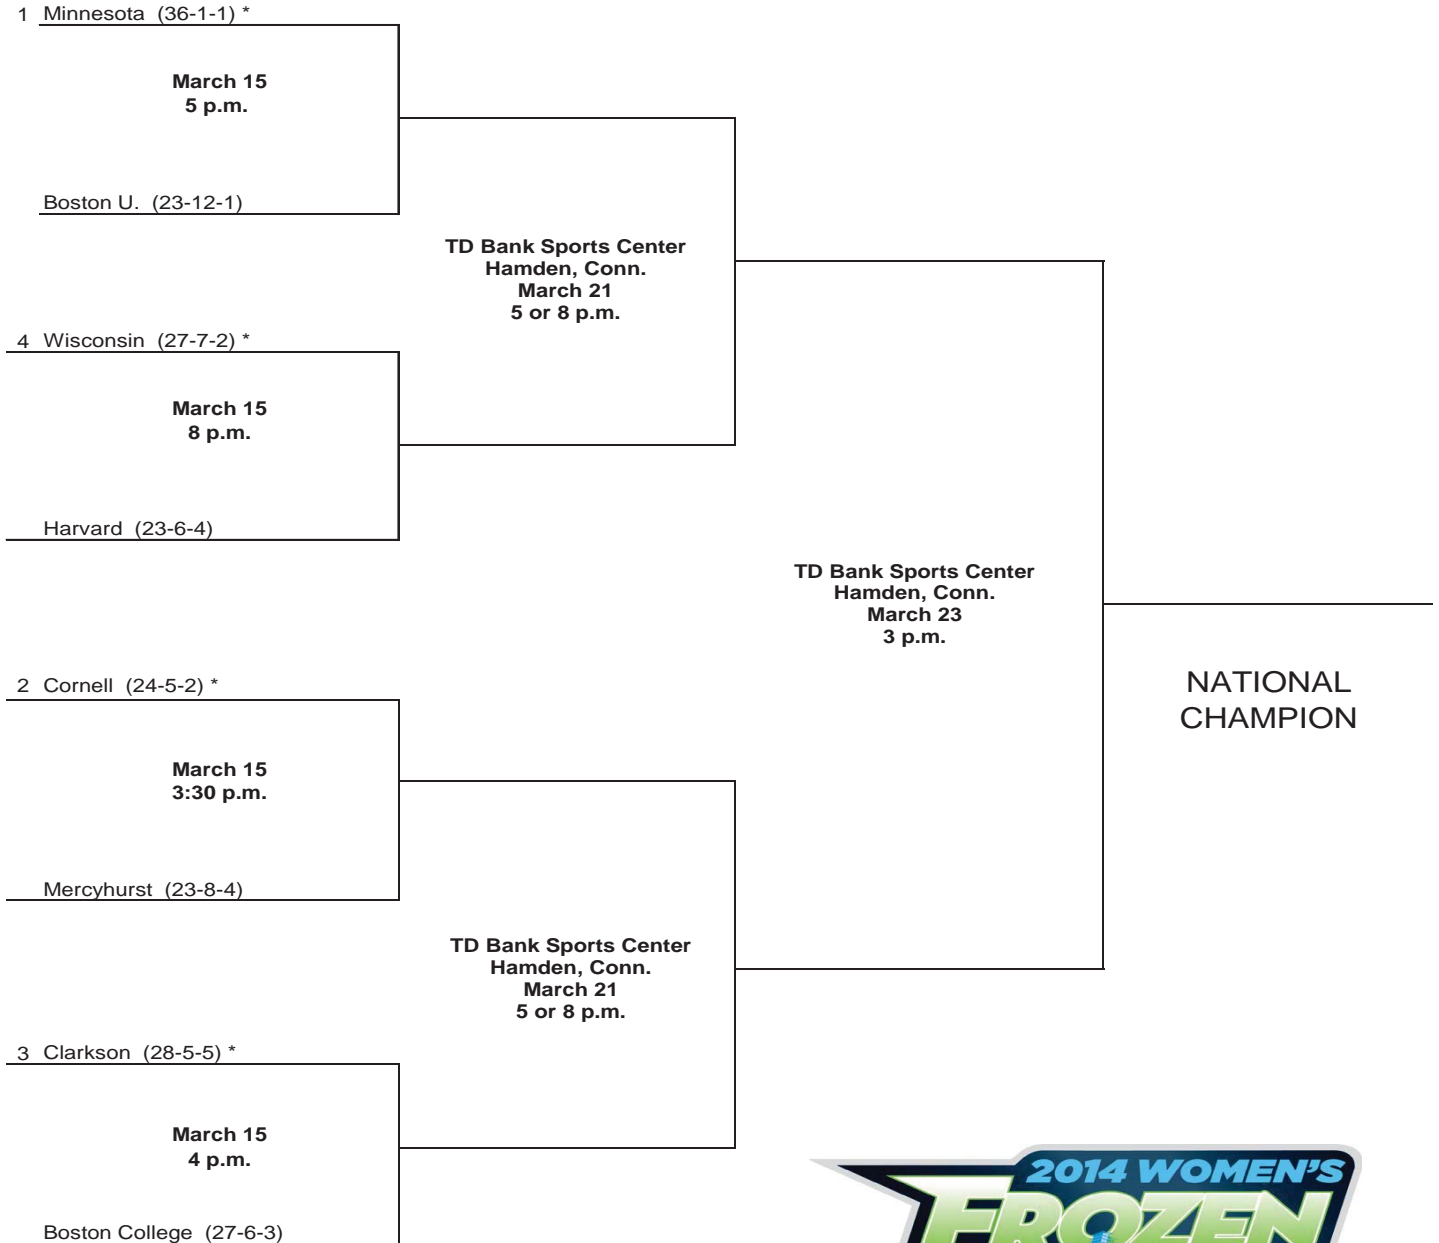 1 Minnesota (36-1-1) *
March 15
5 p.m.
Boston U. (23-12-1)
TD Bank Sports Center
Hamden, Conn.
March 21
5 or 8 p.m.
4 Wisconsin (27-7-2) *
March 15
8 p.m.
Harvard (23-6-4)
TD Bank Sports Center
Hamden, Conn.
March 23
3 p.m.
NATIONAL
CHAMPION
2 Cornell (24-5-2) *
March 15
3:30 p.m.
Mercyhurst (23-8-4)
TD Bank Sports Center
Hamden, Conn.
March 21
5 or 8 p.m.
3 Clarkson (28-5-5) *
March 15
4 p.m.
Boston College (27-6-3)
2014 WOMEN'S
FROZEN